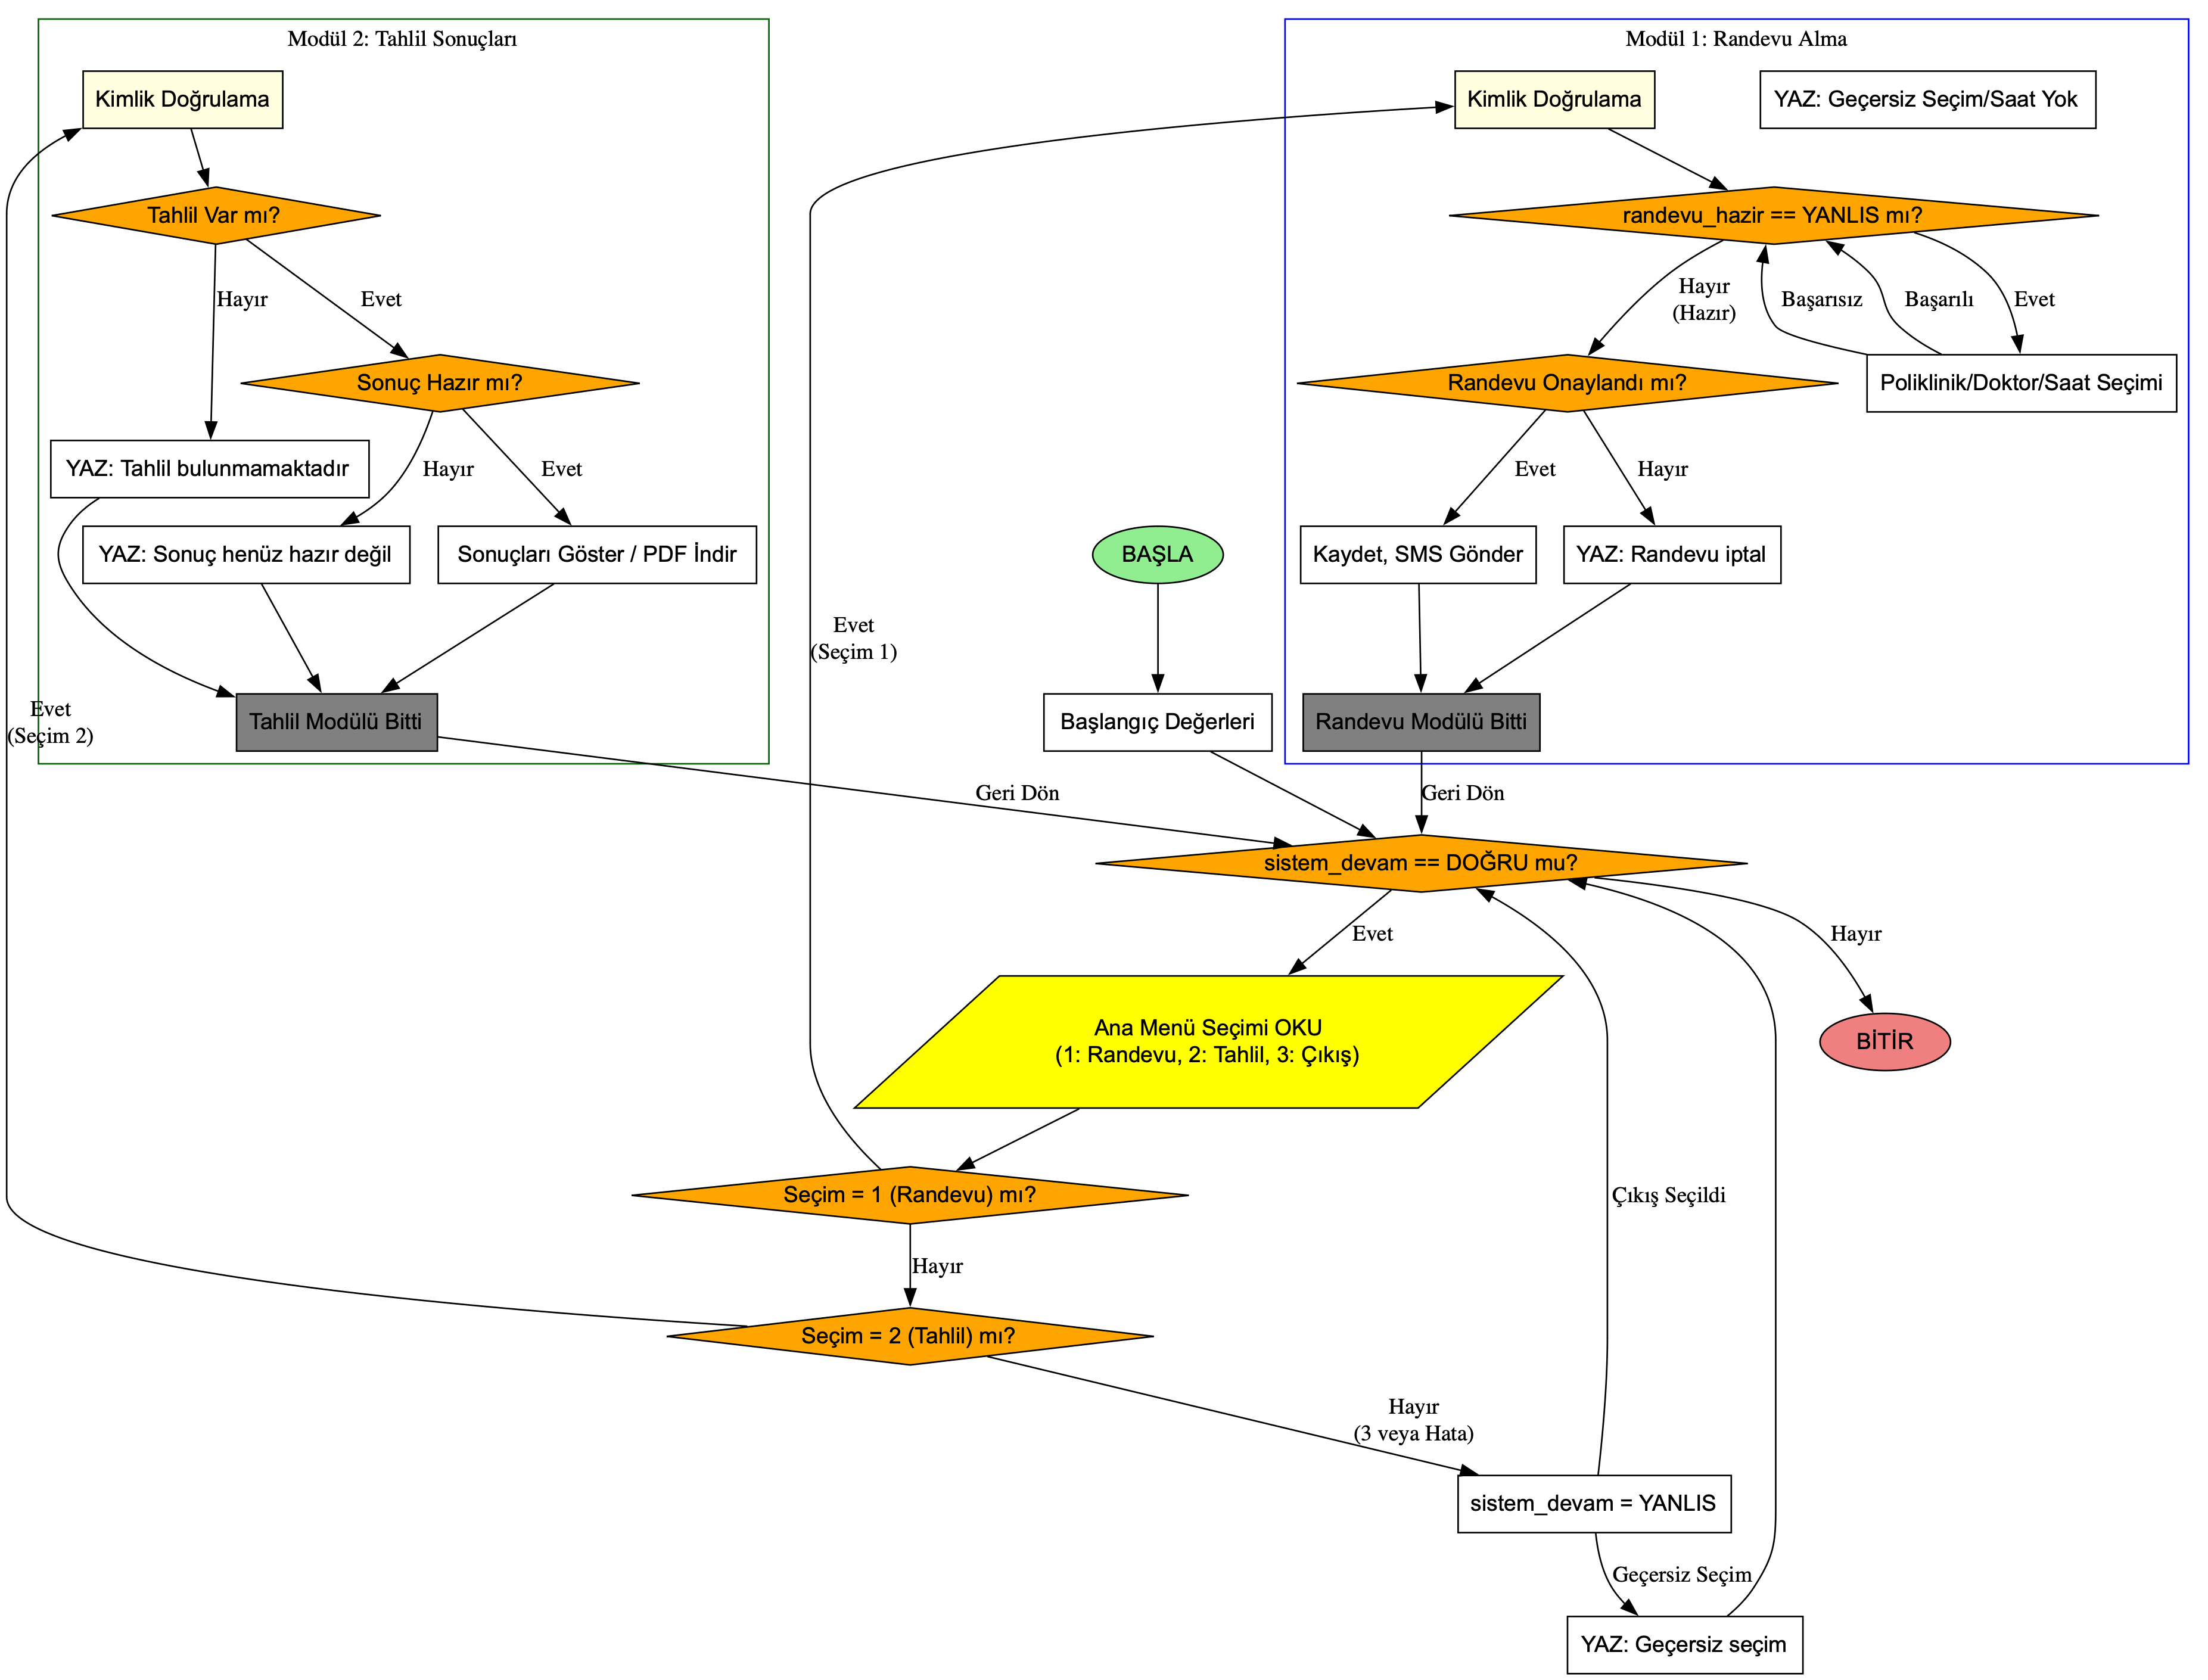 Modül 2: Tahlil Sonuçları
Kimlik Doğrulama
Tahlil Var mı?
Hayır
Evet
Sonuç Hazır mı?
YAZ: Tahlil bulunmamaktadır
Hayır
Evet
YAZ: Sonuç henüz hazır değil
Sonuçları Göster / PDF İndir
Evet
(Seçim 2)
Tahlil Modülü Bitti
Modül 1: Randevu Alma
Kimlik Doğrulama
YAZ: Geçersiz Seçim/Saat Yok
randevu_hazir == YANLIS mı?
Hayır
(Hazır)
Başarısız
Başarılı
Evet
Randevu Onaylandı mı?
Poliklinik/Doktor/Saat Seçimi
Evet
Hayır
Kaydet, SMS Gönder
YAZ: Randevu iptal
Randevu Modülü Bitti
BAŞLA
Evet
(Seçim 1)
Başlangıç Değerleri
Geri Dön
Geri Dön
sistem_devam == DOĞRU mu?
Evet
Hayır
Ana Menü Seçimi OKU
(1: Randevu, 2: Tahlil, 3: Çıkış)
BİTİR
Seçim = 1 (Randevu) mı?
Çıkış Seçildi
Hayır
Seçim = 2 (Tahlil) mı?
Hayır
(3 veya Hata)
sistem_devam = YANLIS
Geçersiz Seçim
YAZ: Geçersiz seçim